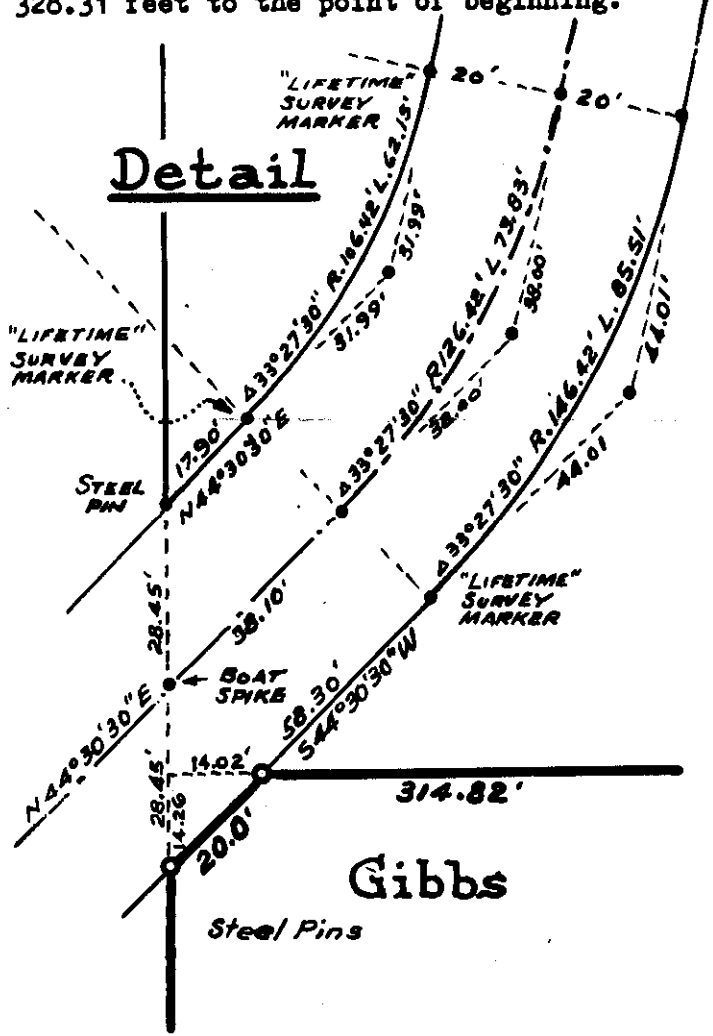 328.31 feet to the point of beginning.
"LIFETIME"
SURVEY
MARKER
20'
20'
Detail
Δ33°27'30" R.106.42' L.62.15'
31.99'
31.99'
Δ33°27'30" R126.42' L.73.83'
38.00'
38.00'
Δ33°27'30" R.146.42' L.85.51'
44.01'
44.01
"LIFETIME"
SURVEY
MARKER
17.90'
N44°30'30"E
STEEL
PIN
28.45'
38.10'
"LIFETIME"
SURVEY
MARKER
BOAT
SPIKE
N44°30'30"E
58.30'
S44°30'30"W
14.02'
28.45'
14.26
20.0'
314.82'
Gibbs
Steel Pins